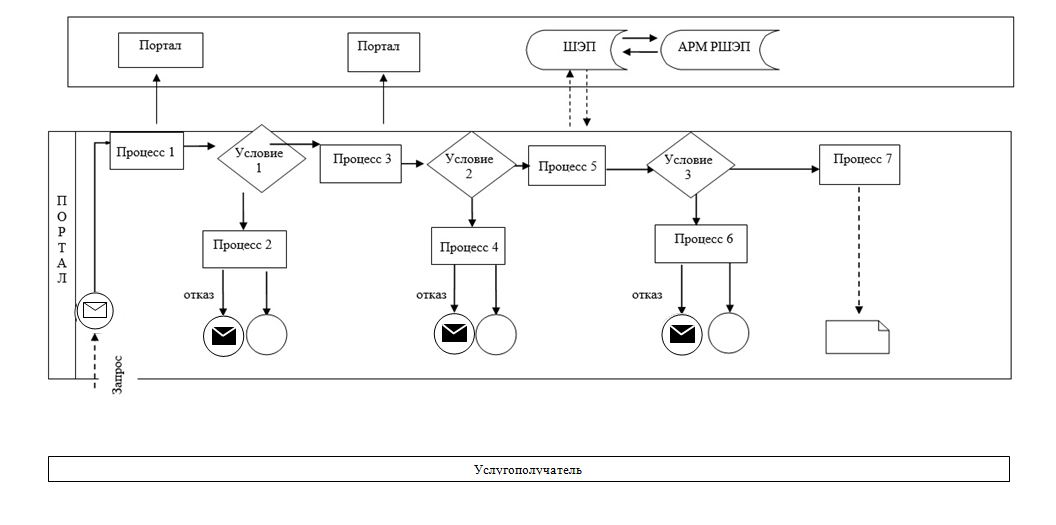 Портал
Портал
ШЭП
АРМ РШЭП
ПОРТАЛ
Процесс 1
Условие
1
Процесс 3
Условие
2
Процесс 5
Условие
3
Процесс 7
Процесс 2
Процесс 4
Процесс 6
отказ
отказ
отказ
Запрос
Услугополучатель